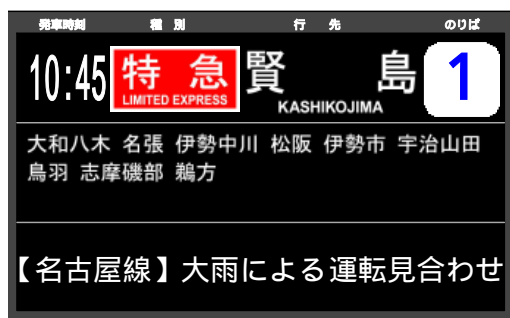 発車時刻 種別 行先 のりば
10:45 特急 賢島 1
LIMITED EXPRESS KASHIKOJIMA
大和八木 名張 伊勢中川 松阪 伊勢市 宇治山田
鳥羽 志摩磯部 鵜方
【名古屋線】大雨による運転見合わせ